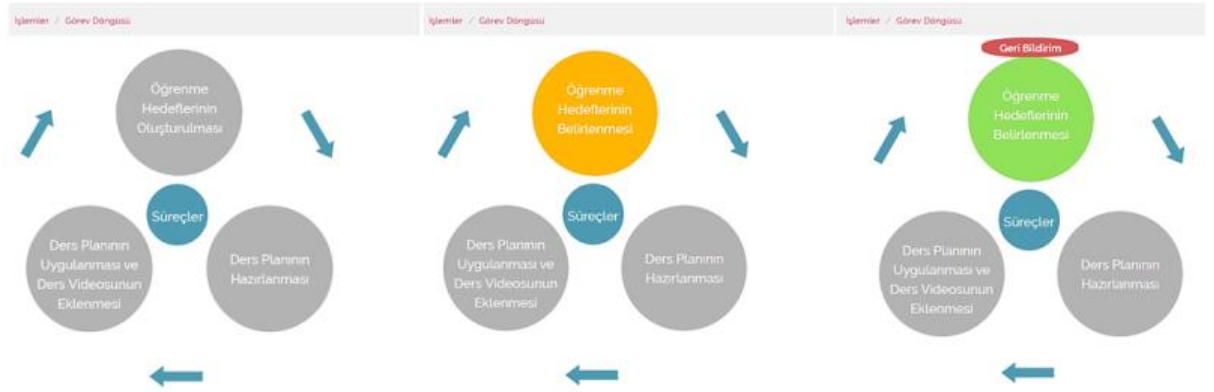 İşlemler / Görev Döngüsü
Öğrenme
Hedeflerinin
Oluşturulması
Süreçler
Ders Planının
Uygulanması ve
Ders Videosunun
Eklenmesi
Ders Planının
Hazırlanması
İşlemler / Görev Döngüsü
Öğrenme
Hedeflerinin
Belirlenmesi
Süreçler
Ders Planının
Uygulanması ve
Ders Videosunun
Eklenmesi
Ders Planının
Hazırlanması
İşlemler / Görev Döngüsü
Geri Bildirim
Öğrenme
Hedeflerinin
Belirlenmesi
Süreçler
Ders Planının
Uygulanması ve
Ders Videosunun
Eklenmesi
Ders Planının
Hazırlanması